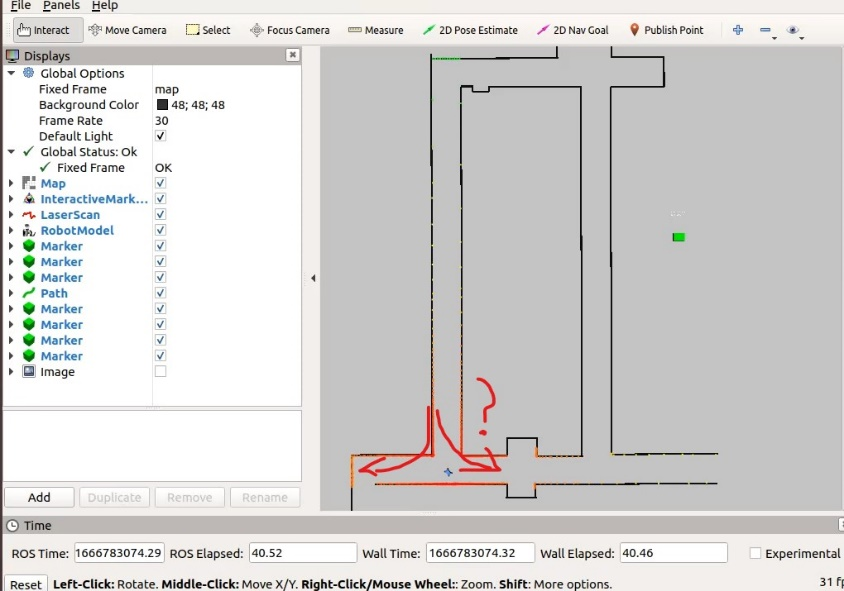 File Panels Help
Interact Move Camera Select Focus Camera Measure 2D Pose Estimate 2D Nav Goal Publish Point
Displays
Global Options
Fixed Frame map
Background Color 48; 48; 48
Frame Rate 30
Default Light
Global Status: Ok
Fixed Frame OK
Map
InteractiveMark...
LaserScan
RobotModel
Marker
Marker
Marker
Path
Marker
Marker
Marker
Marker
Image
?
Add Duplicate Remove Rename
Time
ROS Time: 1666783074.29 ROS Elapsed: 40.52 Wall Time: 1666783074.32 Wall Elapsed: 40.46 Experimental
Reset Left-Click: Rotate. Middle-Click: Move X/Y. Right-Click/Mouse Wheel:: Zoom. Shift: More options. 31 fp